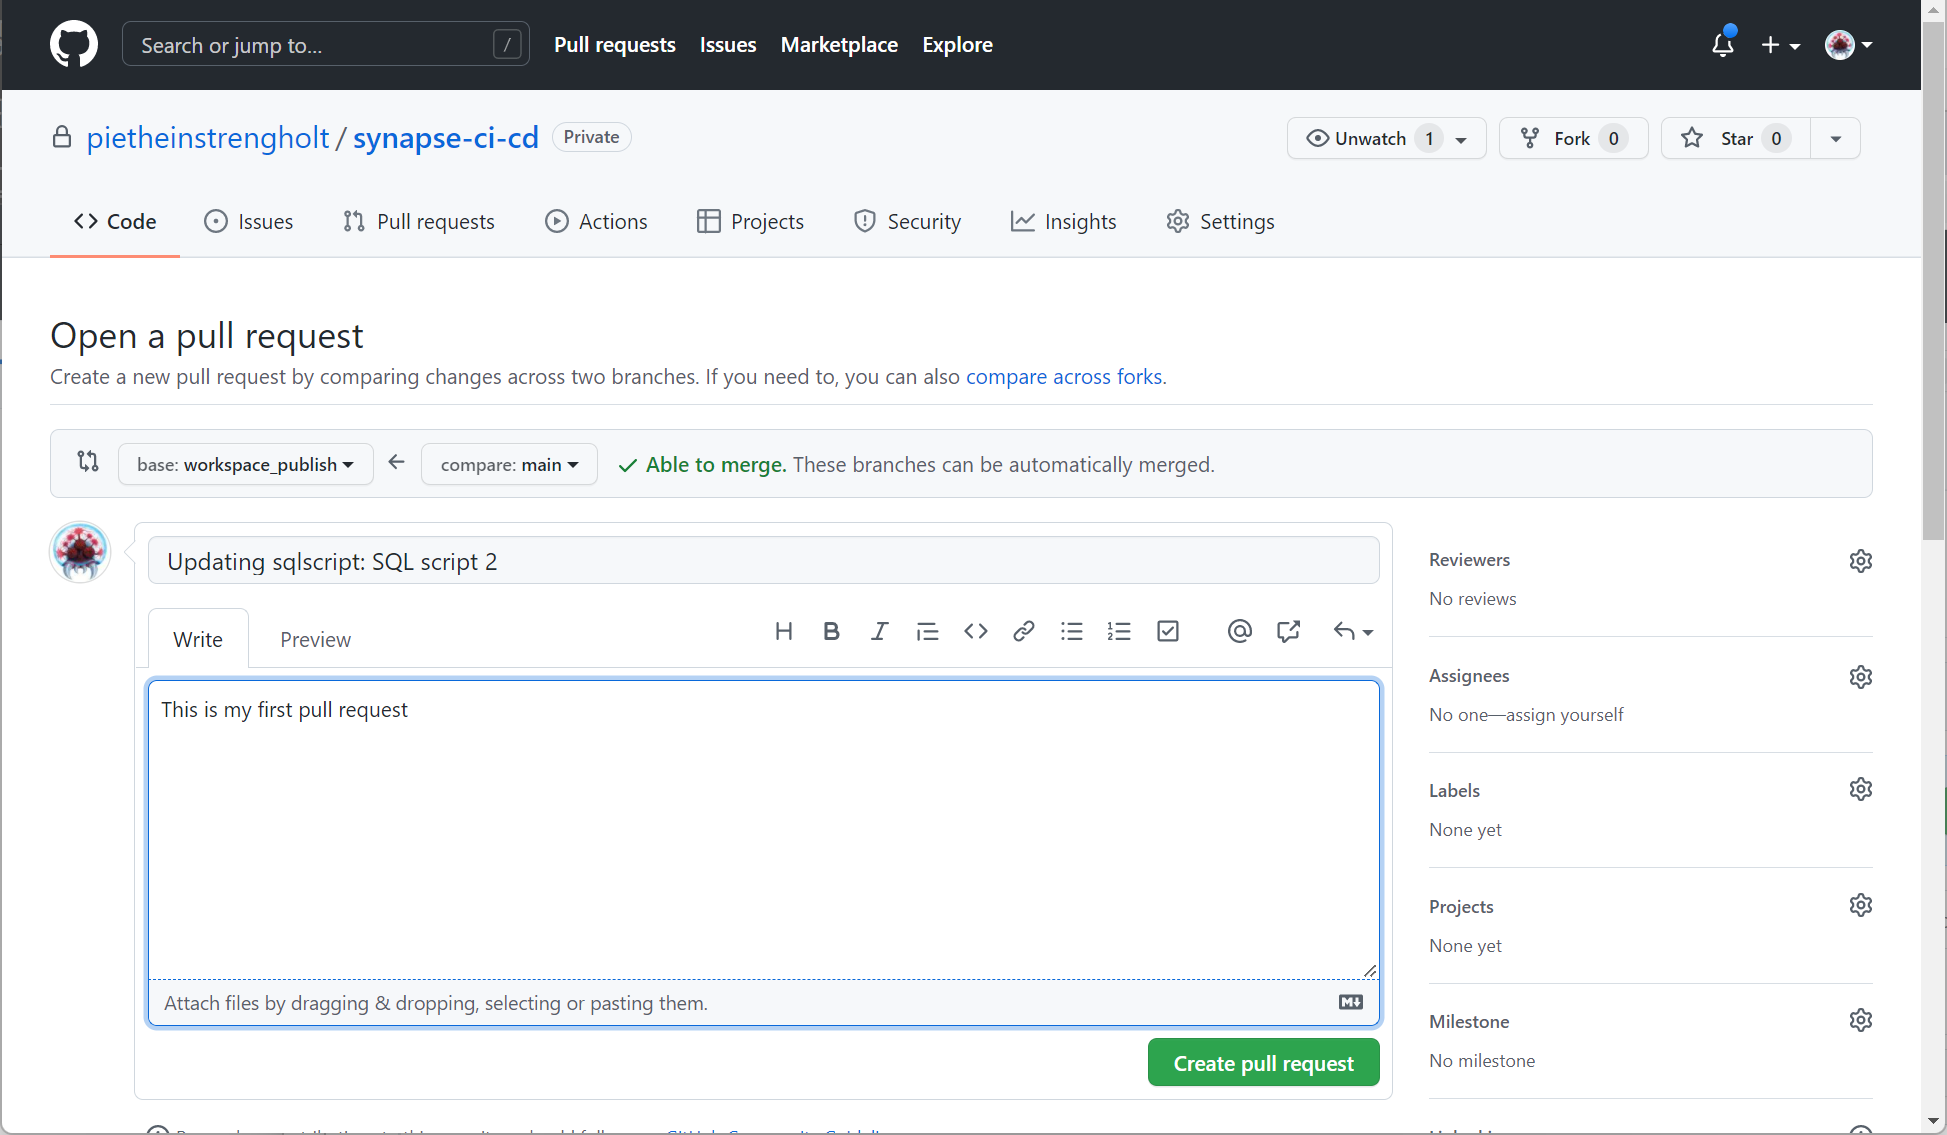 Search or jump to... /
Pull requests Issues Marketplace Explore
pietheinstrengholt / synapse-ci-cd Private
Unwatch 1 Fork 0 Star 0
Code Issues Pull requests Actions Projects Security Insights Settings
Open a pull request
Create a new pull request by comparing changes across two branches. If you need to, you can also compare across forks.
base: workspace_publish compare: main Able to merge. These branches can be automatically merged.
Updating sqlscript: SQL script 2
Write Preview
This is my first pull request
Attach files by dragging & dropping, selecting or pasting them.
Create pull request
Reviewers
No reviews
Assignees
No one—assign yourself
Labels
None yet
Projects
None yet
Milestone
No milestone